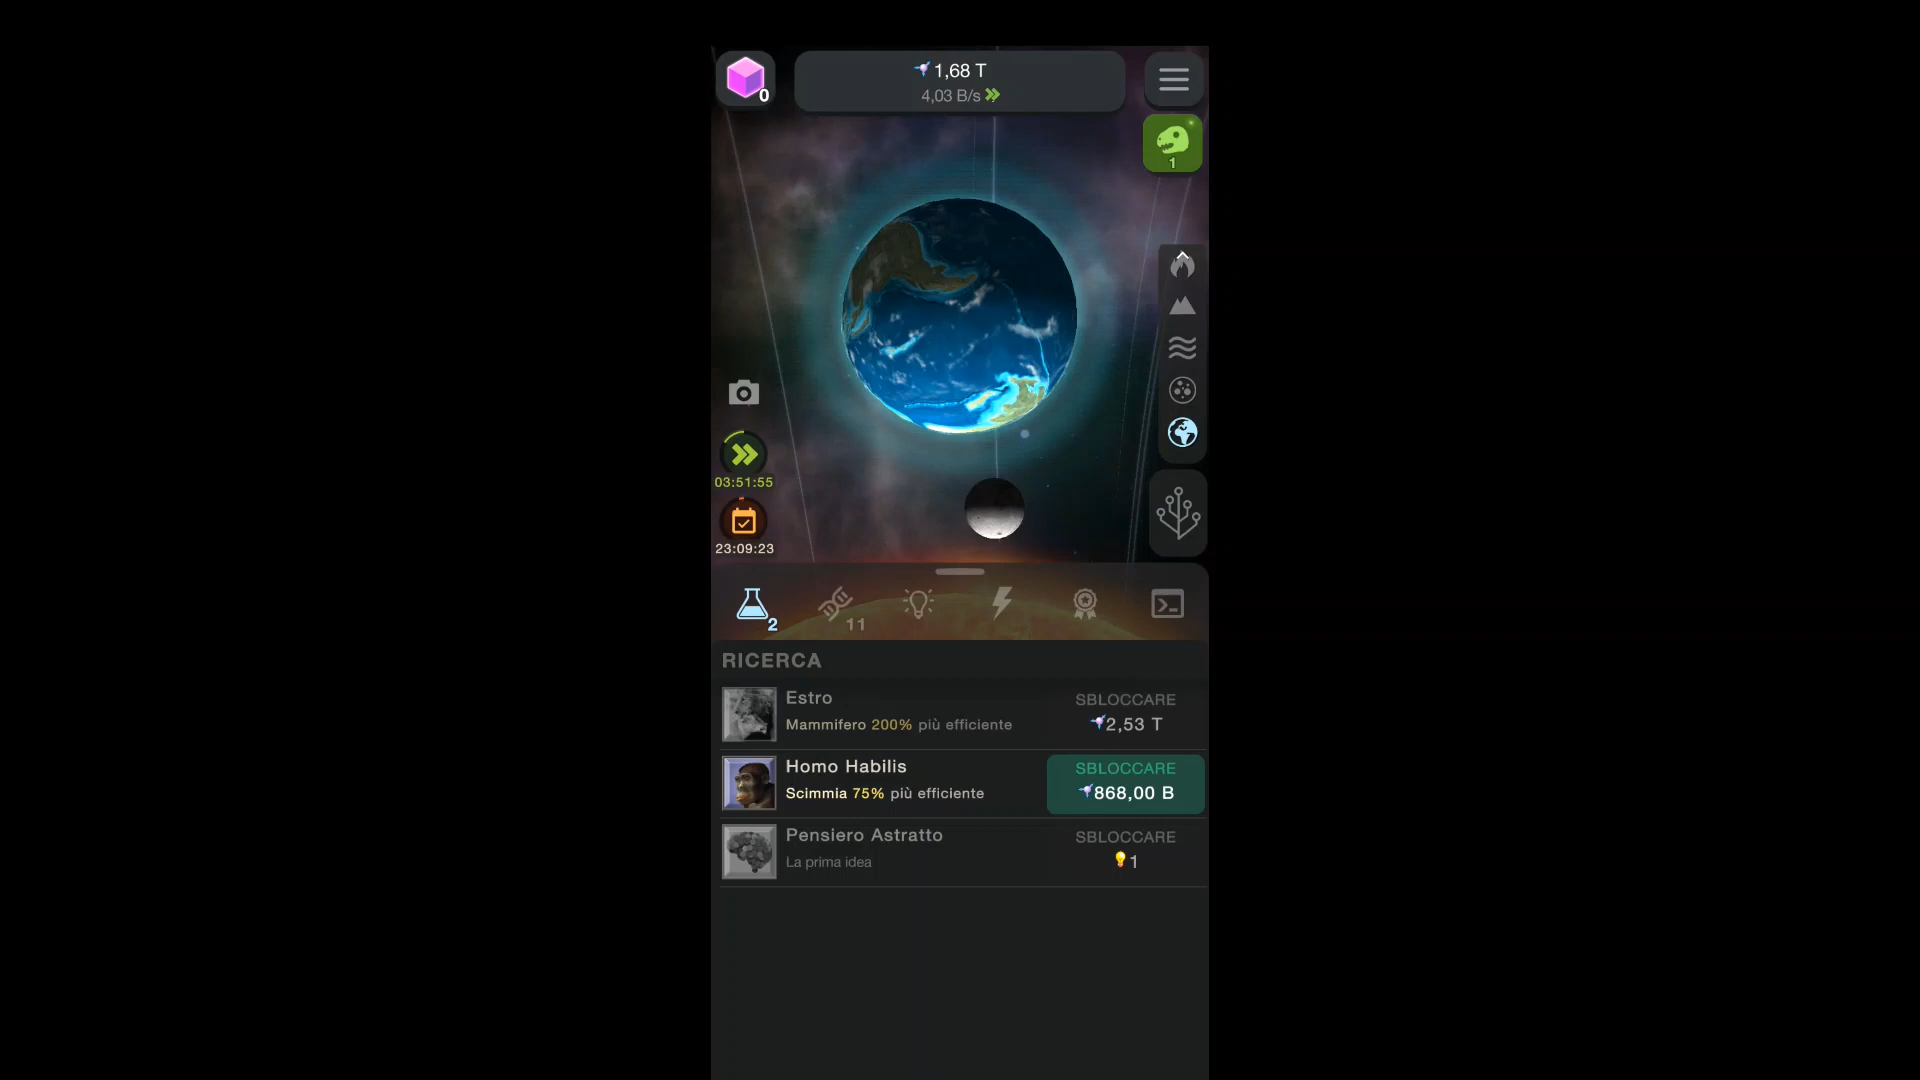 0
1,68 T
4,03 B/s
1
03:51:55
23:09:23
2
11
RICERCA
Estro
Mammifero 200% più efficiente
SBLOCCARE
2,53 T
Homo Habilis
Scimmia 75% più efficiente
SBLOCCARE
868,00 B
Pensiero Astratto
La prima idea
SBLOCCARE
1